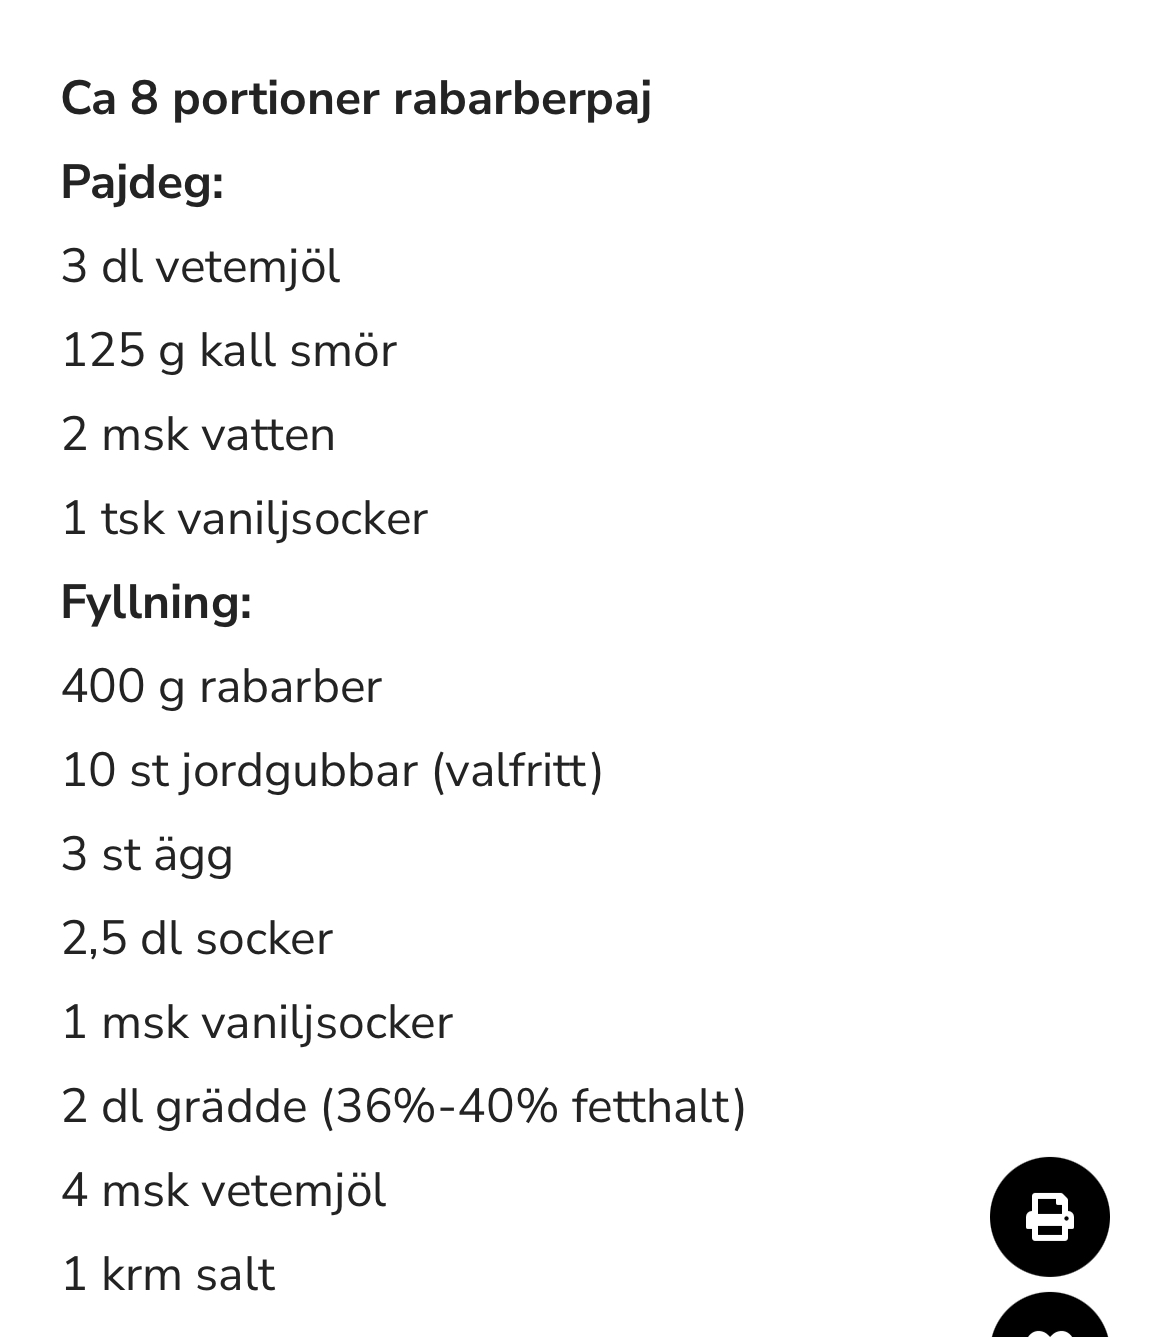 Ca 8 portioner rabarberpaj
Pajdeg:
3 dl vetemjöl
125 g kall smör
2 msk vatten
1 tsk vaniljsocker
Fyllning:
400 g rabarber
10 st jordgubbar (valfritt)
3 st ägg
2,5 dl socker
1 msk vaniljsocker
2 dl grädde (36%-40% fetthalt)
4 msk vetemjöl
1 krm salt